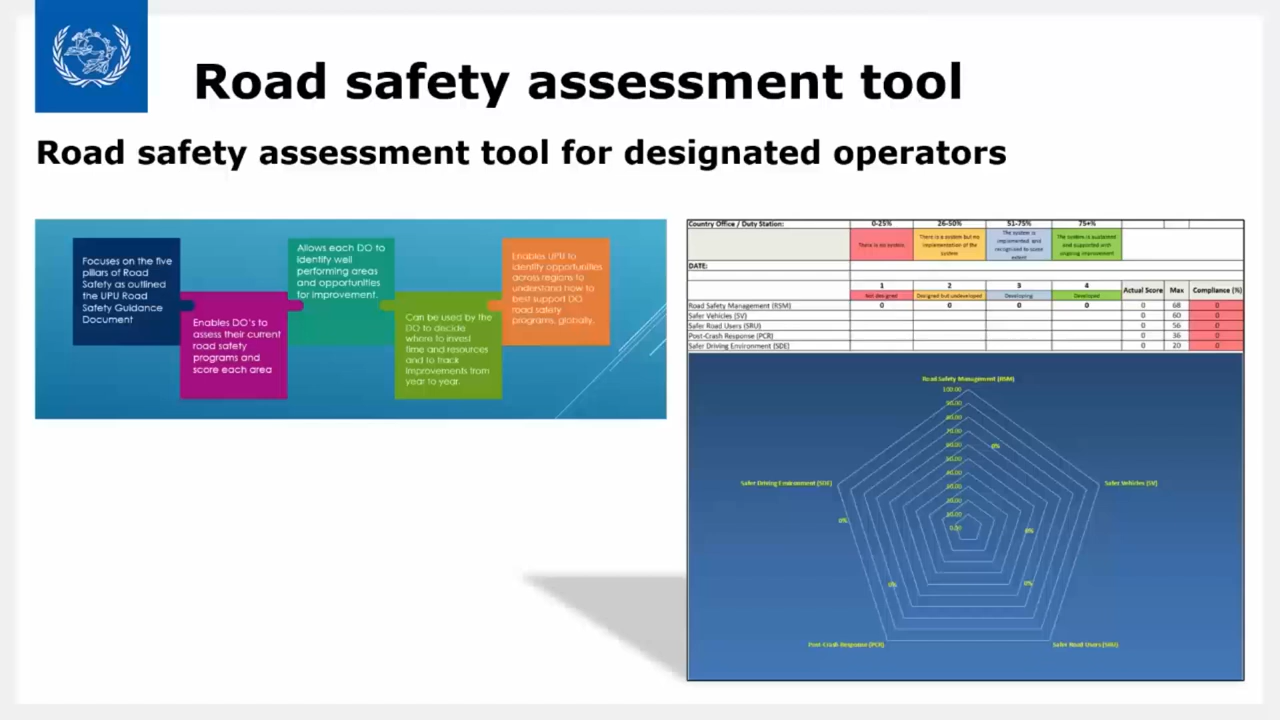 Road safety assessment tool
Road safety assessment tool for designated operators
Focuses on the five
pillars of Road
Safety as outlined
the UPU Road
Safety Guidance
Document
Enables DO's to
assess their current
road safety
programs and
score each area
Allows each DO to
identify well
performing areas
and opportunities
for improvement.
Can be used by the
DO to decide
where to invest
time and resources
and to track
improvements from
year to year.
Enables UPU to
identify opportunities
across regions to
understand how to
best support DO
road safety
programs, globally.
Country Office / Duty Station: 0-25% 26-50% 51-75% 75+%
There is no system
There is a system but no
implementation of the
system
The system is
implemented and
recognised to some
extent
The system is sustained
and supported with
ongoing improvement
DATE:
1 2 3 4 Actual Score Max Compliance (%)
Not designed Designed but undeveloped Developing Developed
Road Safety Management (RSM) 0 0 0 0 0 68 0
Safer Vehicles (SV) 0 60 0
Safer Road Users (SRU) 0 56 0
Post-Crash Response (PCR) 0 36 0
Safer Driving Environment (SDE) 0 20 0
Road Safety Management (RSM)
100.00
90.00
80.00
70.00
60.00
50.00
40.00
30.00
20.00
10.00
0.00
0%
Safer Driving Environment (SDE)
Safer Vehicles (SV)
0%
0%
0%
0%
Post-Crash Response (PCR)
Safer Road Users (SRU)